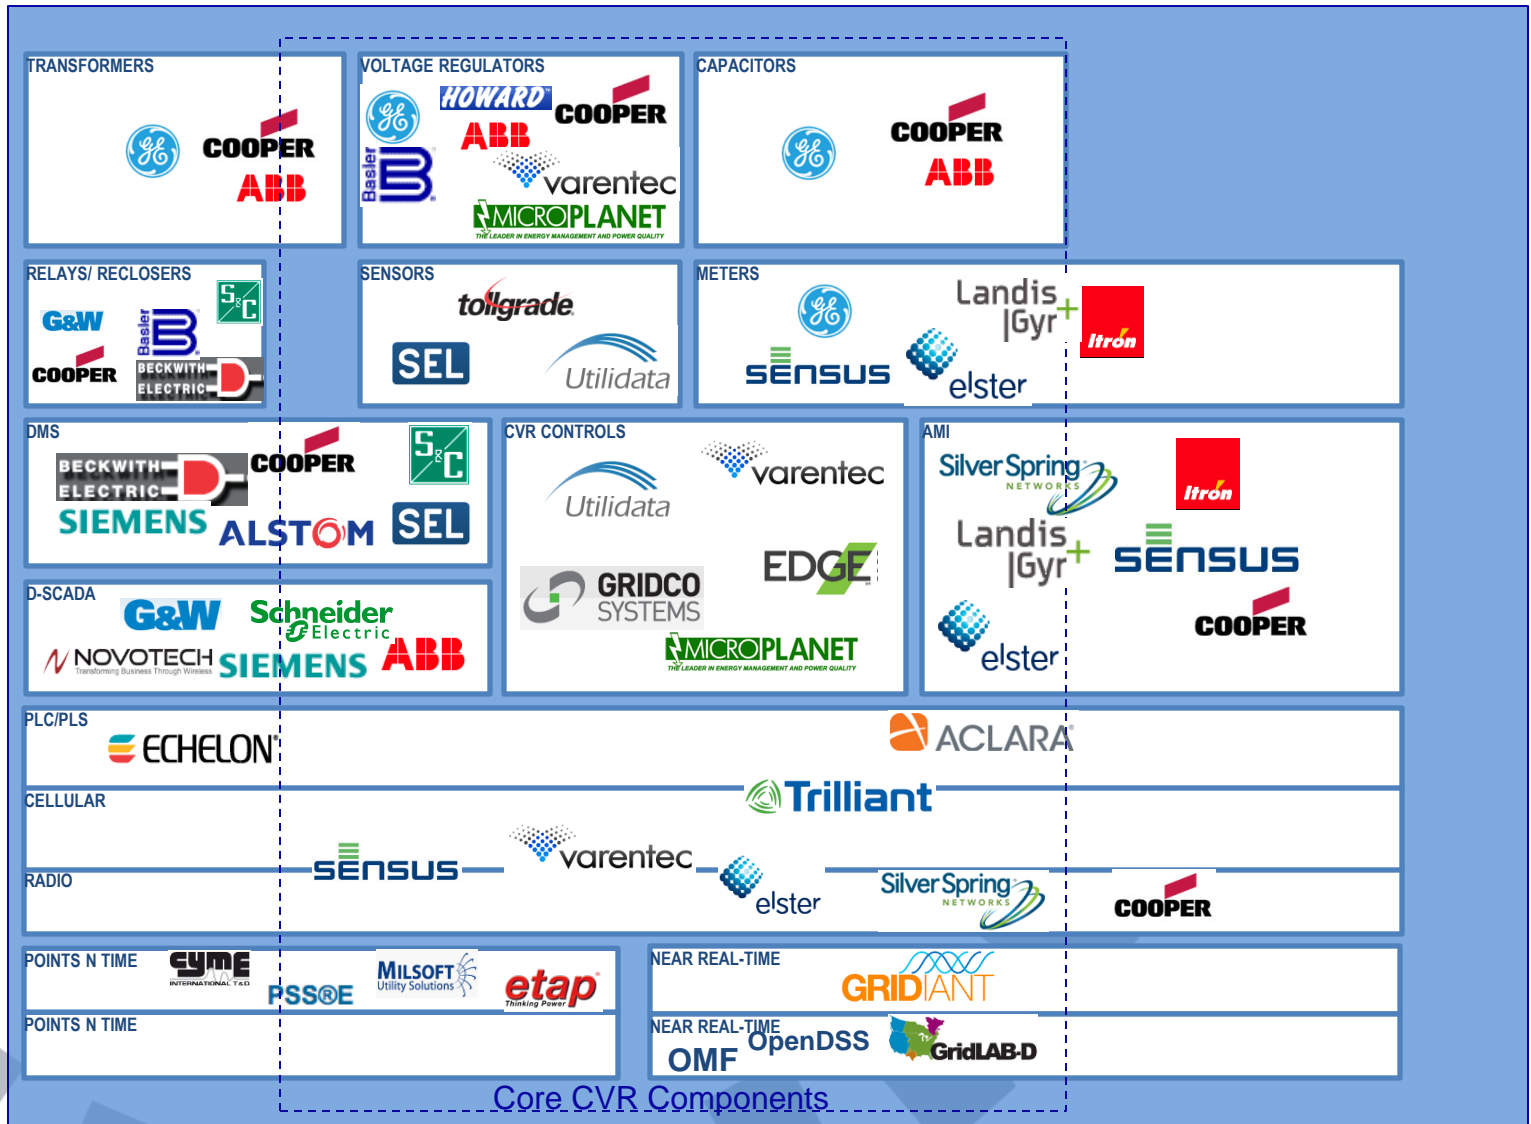 TRANSFORMERS
GE
COOPER
ABB
VOLTAGE REGULATORS
GE
HOWARD
COOPER
ABB
Basler
B
varentec
MICROPLANET
THE LEADER IN ENERGY MANAGEMENT AND POWER QUALITY
CAPACITORS
GE
COOPER
ABB
RELAYS/ RECLOSERS
S&C
G&W
Basler
B
COOPER
BECKWITH
ELECTRIC
SENSORS
tollgrade
SEL
Utilidata
METERS
GE
Landis
|Gyr+
Itrón
sensus
elster
DMS
BECKWITH
ELECTRIC
COOPER
S&C
SIEMENS
ALSTOM
SEL
CVR CONTROLS
Utilidata
varentec
GRIDCO
SYSTEMS
EDGE
MICROPLANET
THE LEADER IN ENERGY MANAGEMENT AND POWER QUALITY
AMI
Silver Spring
NETWORKS
Itrón
Landis
|Gyr+
sensus
elster
COOPER
D-SCADA
G&W
Schneider
Electric
NOVOTECH
Transforming Business Through Wireless
SIEMENS
ABB
PLC/PLS
ECHELON
ACLARA
CELLULAR
Trilliant
sensus
varentec
RADIO
elster
Silver Spring
NETWORKS
COOPER
POINTS N TIME
CYME
INTERNATIONAL T&D
PSS®E
MILSOFT
Utility Solutions
etap
Thinking Power
NEAR REAL-TIME
GRIDIANT
POINTS N TIME
NEAR REAL-TIME
OMF
OpenDSS
GridLAB-D
Core CVR Components